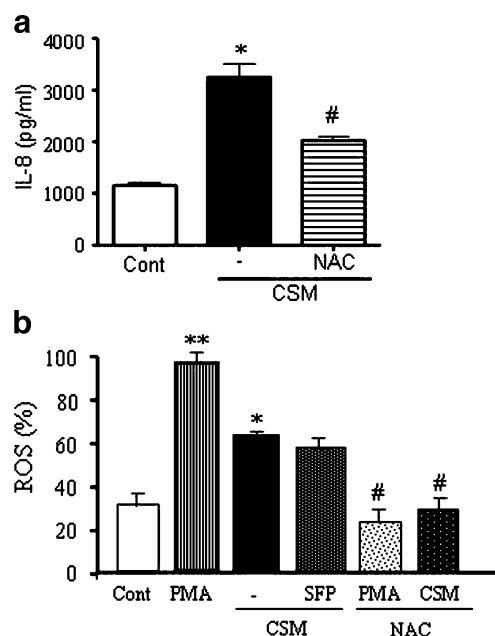 a
IL-8 (pg/ml)
4000
3000
2000
1000
0
*
#
Cont - NAC
CSM
b
ROS (%)
100
80
60
40
20
0
**
*
# #
Cont PMA - SFP PMA CSM
CSM NAC